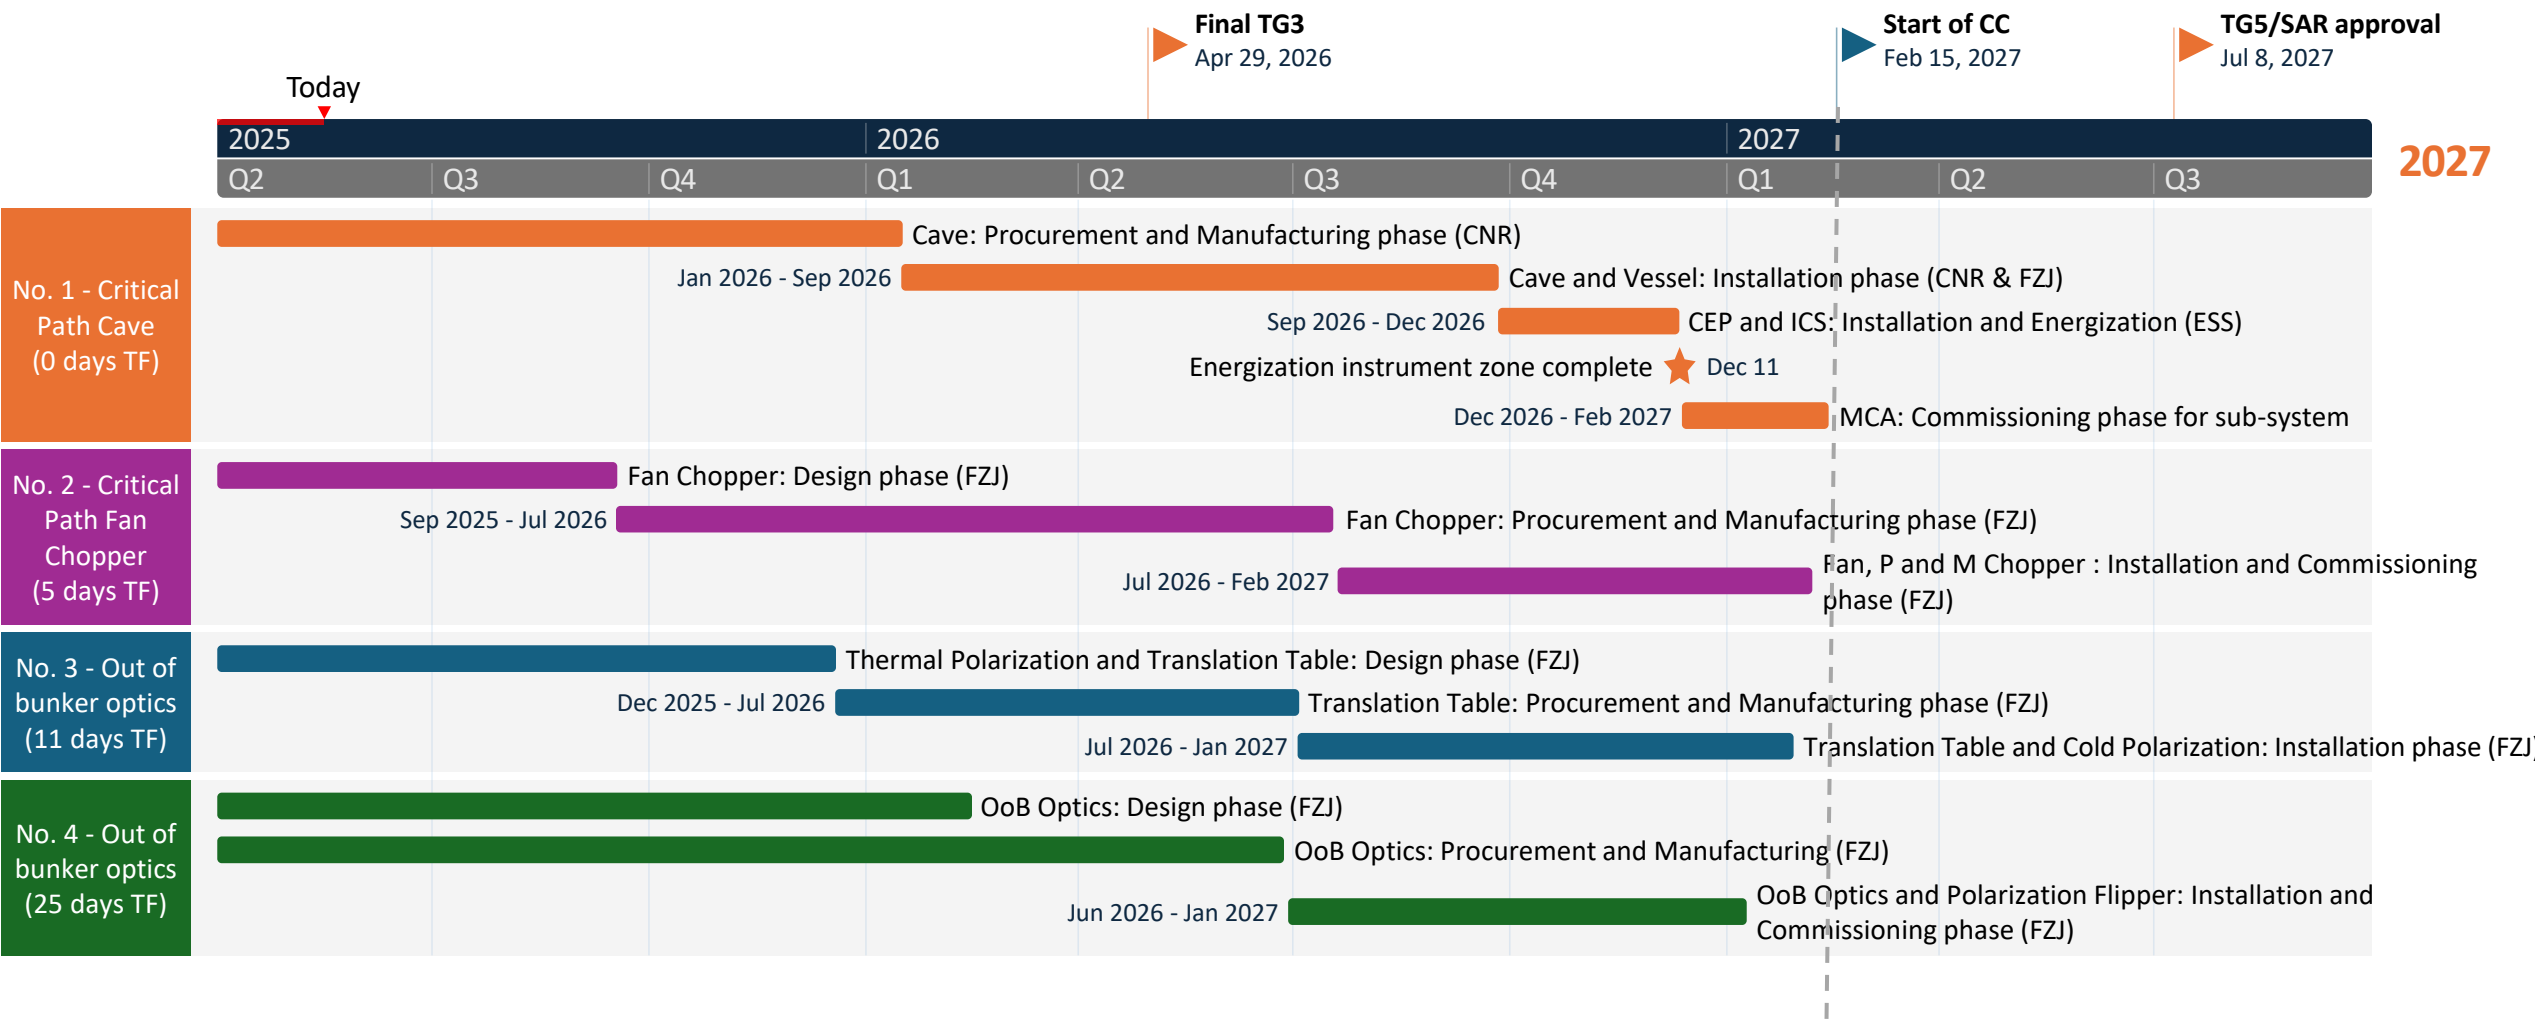 Final TG3
Apr 29, 2026
Start of CC
Feb 15, 2027
TG5/SAR approval
Jul 8, 2027
Today
2025
2026
2027
2027
Q2
Q3
Q4
Q1
Q2
Q3
Q4
Q1
Q2
Q3
No. 1 - Critical
Path Cave
(0 days TF)
Cave: Procurement and Manufacturing phase (CNR)
Jan 2026 - Sep 2026
Cave and Vessel: Installation phase (CNR & FZJ)
Sep 2026 - Dec 2026
CEP and ICS: Installation and Energization (ESS)
Energization instrument zone complete
Dec 11
Dec 2026 - Feb 2027
MCA: Commissioning phase for sub-system
No. 2 - Critical
Path Fan
Chopper
(5 days TF)
Fan Chopper: Design phase (FZJ)
Sep 2025 - Jul 2026
Fan Chopper: Procurement and Manufacturing phase (FZJ)
Jul 2026 - Feb 2027
Fan, P and M Chopper : Installation and Commissioning
phase (FZJ)
No. 3 - Out of
bunker optics
(11 days TF)
Thermal Polarization and Translation Table: Design phase (FZJ)
Dec 2025 - Jul 2026
Translation Table: Procurement and Manufacturing phase (FZJ)
Jul 2026 - Jan 2027
Translation Table and Cold Polarization: Installation phase (FZJ)
No. 4 - Out of
bunker optics
(25 days TF)
OoB Optics: Design phase (FZJ)
OoB Optics: Procurement and Manufacturing (FZJ)
Jun 2026 - Jan 2027
OoB Optics and Polarization Flipper: Installation and
Commissioning phase (FZJ)